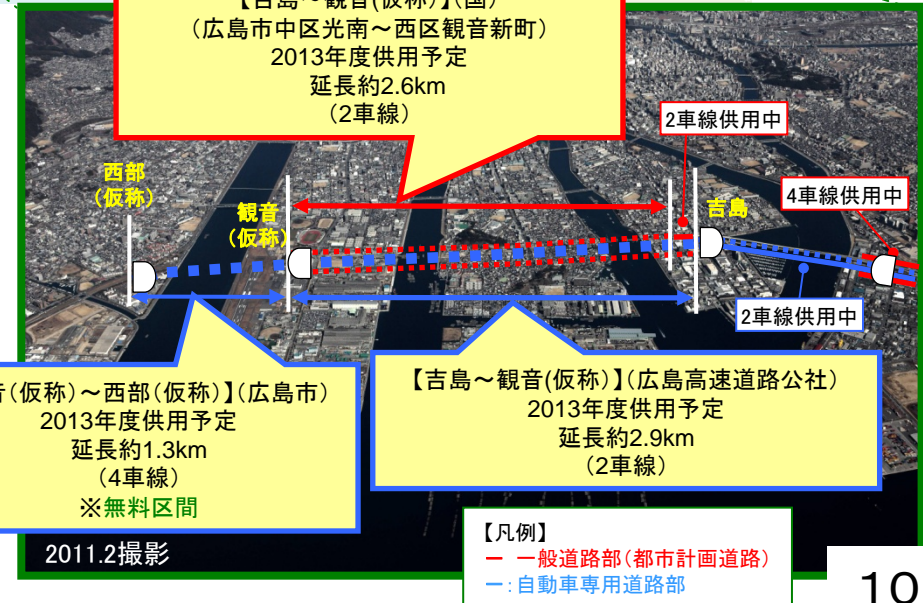 【吉島～観音(仮称)】(国)
(広島市中区光南～西区観音新町)
2013年度供用予定
延長約2.6km
(2車線)
2車線供用中
西部
(仮称)
観音
(仮称)
吉島
4車線供用中
2車線供用中
(仮称)～西部(仮称)】(広島市)
2013年度供用予定
延長約1.3km
(4車線)
※無料区間
【吉島～観音(仮称)】(広島高速道路公社)
2013年度供用予定
延長約2.9km
(2車線)
2011.2撮影
【凡例】
ー 一般道路部(都市計画道路)
ー:自動車専用道路部
10